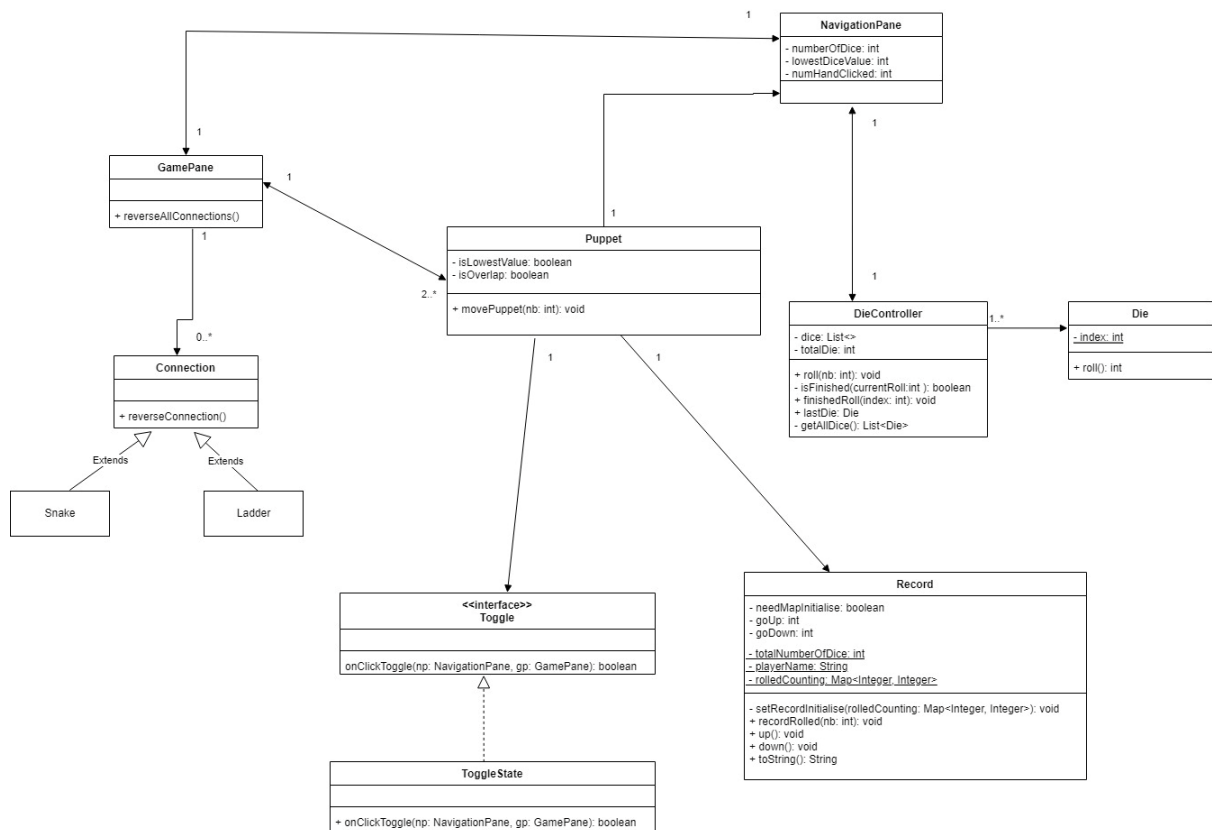 1
NavigationPane
- numberOfDice: int
- lowestDiceValue: int
- numHandClicked: int
1
1
GamePane
+ reverseAllConnections()
1
1
1
Puppet
- isLowestValue: boolean
- isOverlap: boolean
+ movePuppet(nb: int): void
2..*
1
DieController
- dice: List<>
- totalDie: int
+ roll(nb: int): void
- isFinished(currentRoll:int ): boolean
+ finishedRoll(index: int): void
+ lastDie: Die
- getAllDice(): List<Die>
1..*
Die
- index: int
+ roll(): int
0..*
Connection
+ reverseConnection()
Extends
Extends
Snake
Ladder
1
1
1
<<interface>>
Toggle
onClickToggle(np: NavigationPane, gp: GamePane): boolean
ToggleState
+ onClickToggle(np: NavigationPane, gp: GamePane): boolean
Record
- needMapInitialise: boolean
- goUp: int
- goDown: int
- totalNumberOfDice: int
- playerName: String
- rolledCounting: Map<Integer, Integer>
- setRecordInitialise(rolledCounting: Map<Integer, Integer>): void
+ recordRolled(nb: int): void
+ up(): void
+ down(): void
+ toString(): String